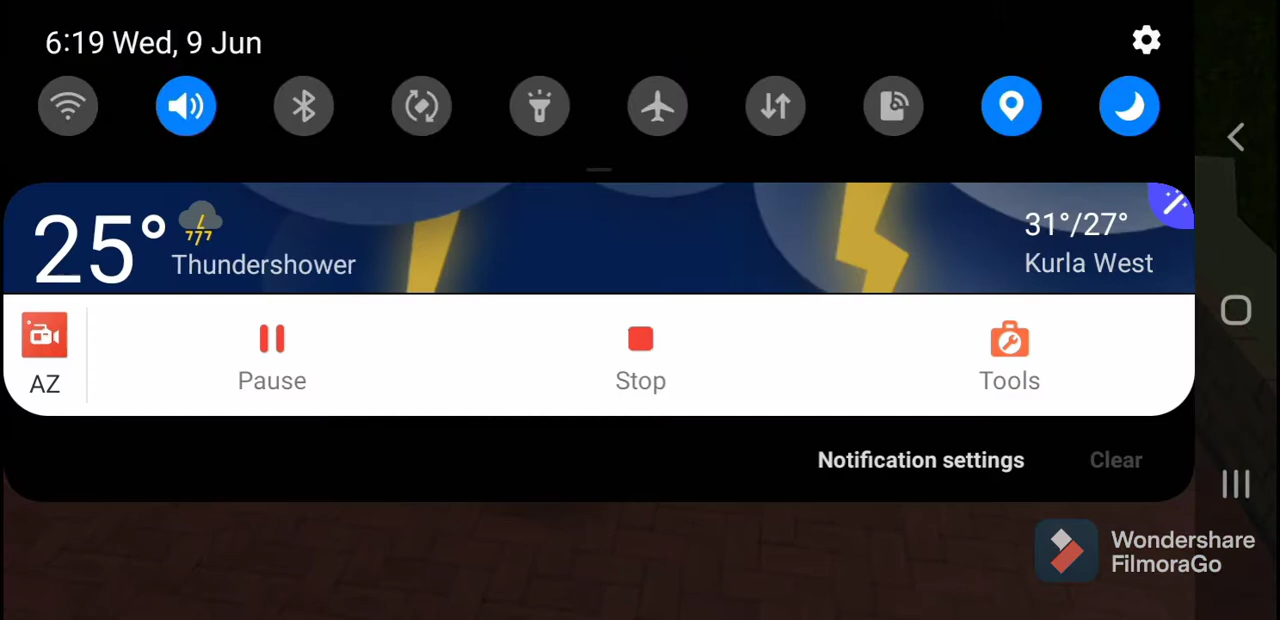 6:19 Wed, 9 Jun
25°
Thundershower
31°/27°
Kurla West
AZ
Pause
Stop
Tools
Notification settings
Clear
Wondershare
FilmoraGo